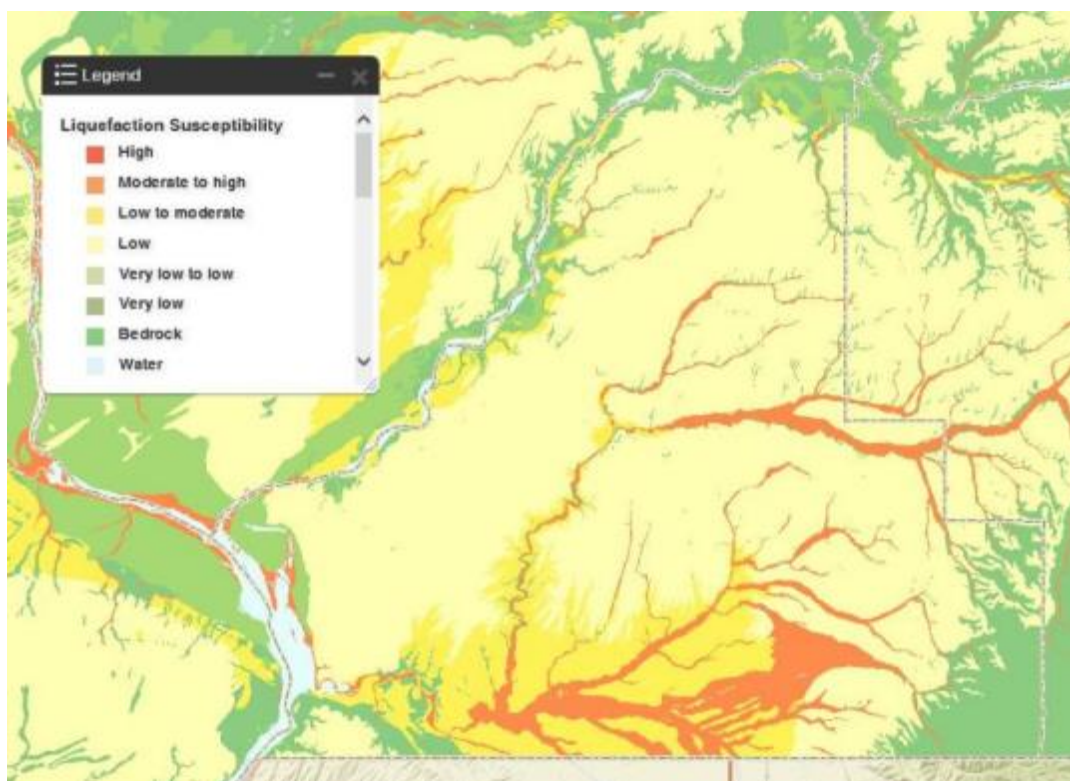 Legend
Liquefaction Susceptibility
High
Moderate to high
Low to moderate
Low
Very low to low
Very low
Bedrock
Water